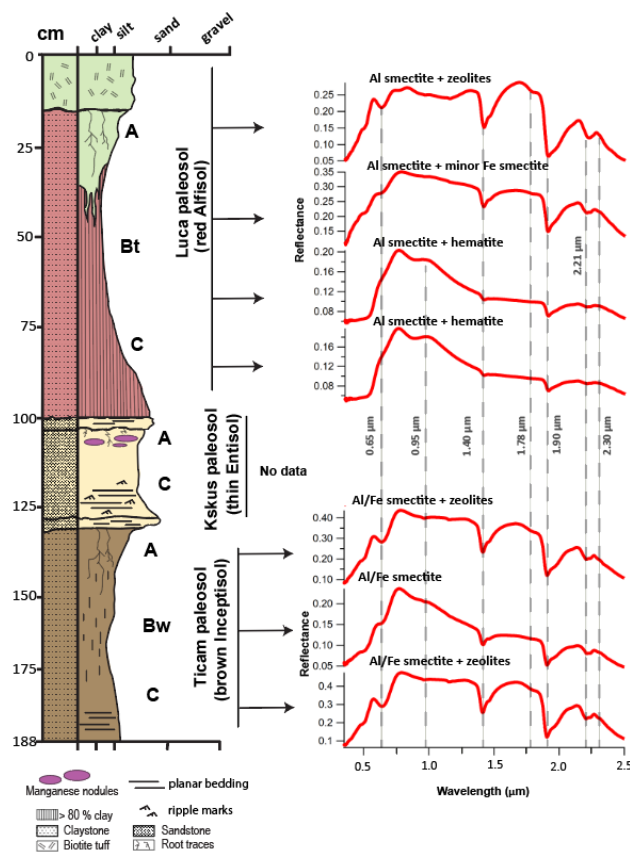 cm
clay
silt
sand
gravel
0
25
50
75
100
125
150
175
188
A
Bt
C
A
C
A
Bw
C
Luca paleosol
(red Alfisol)
Kskus paleosol
(thin Entisol)
Ticam paleosol
(brown Inceptisol)
No data
Al smectite + zeolites
0.25
0.20
0.15
0.10
0.05
Al smectite + minor Fe smectite
0.35
0.30
0.25
0.20
0.15
Reflectance
Al smectite + hematite
0.20
0.16
0.12
0.08
2.21 µm
Al smectite + hematite
0.16
0.12
0.08
0.65 µm
0.95 µm
1.40 µm
1.78 µm
1.90 µm
2.30 µm
Al/Fe smectite + zeolites
0.40
0.30
0.20
0.10
Al/Fe smectite
0.20
0.15
0.10
0.05
Reflectance
Al/Fe smectite + zeolites
0.4
0.3
0.2
0.1
0.5
1.0
1.5
2.0
2.5
Wavelength (µm)
Manganese nodules
planar bedding
> 80 % clay
ripple marks
Claystone
Sandstone
Biotite tuff
Root traces